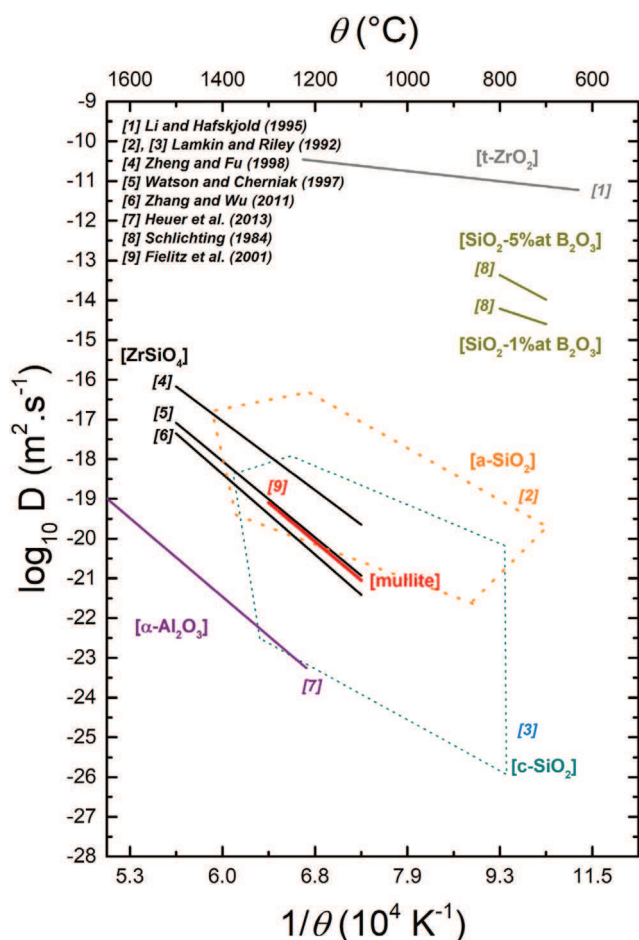 θ (°C)
1600 1400 1200 1000 800 600
-9
[1] Li and Hafskjold (1995)
[2], [3] Lamkin and Riley (1992)
[4] Zheng and Fu (1998)
[5] Watson and Cherniak (1997)
[6] Zhang and Wu (2011)
[7] Heuer et al. (2013)
[8] Schlichting (1984)
[9] Fielitz et al. (2001)
-10
[t-ZrO₂]
-11
[1]
-12
[SiO₂-5%at B₂O₃]
-13
[8]
-14
[8]
-15
[SiO₂-1%at B₂O₃]
[ZrSiO₄]
-16
[4]
-17
[5]
[6]
-18
[a-SiO₂]
[9]
[2]
-19
-20
-21
[mullite]
-22
[α-Al₂O₃]
-23
[7]
-24
-25
[3]
[c-SiO₂]
-26
-27
-28
log₁₀ D (m².s⁻¹)
5.3 6.0 6.8 7.9 9.3 11.5
1/θ (10⁴ K⁻¹)